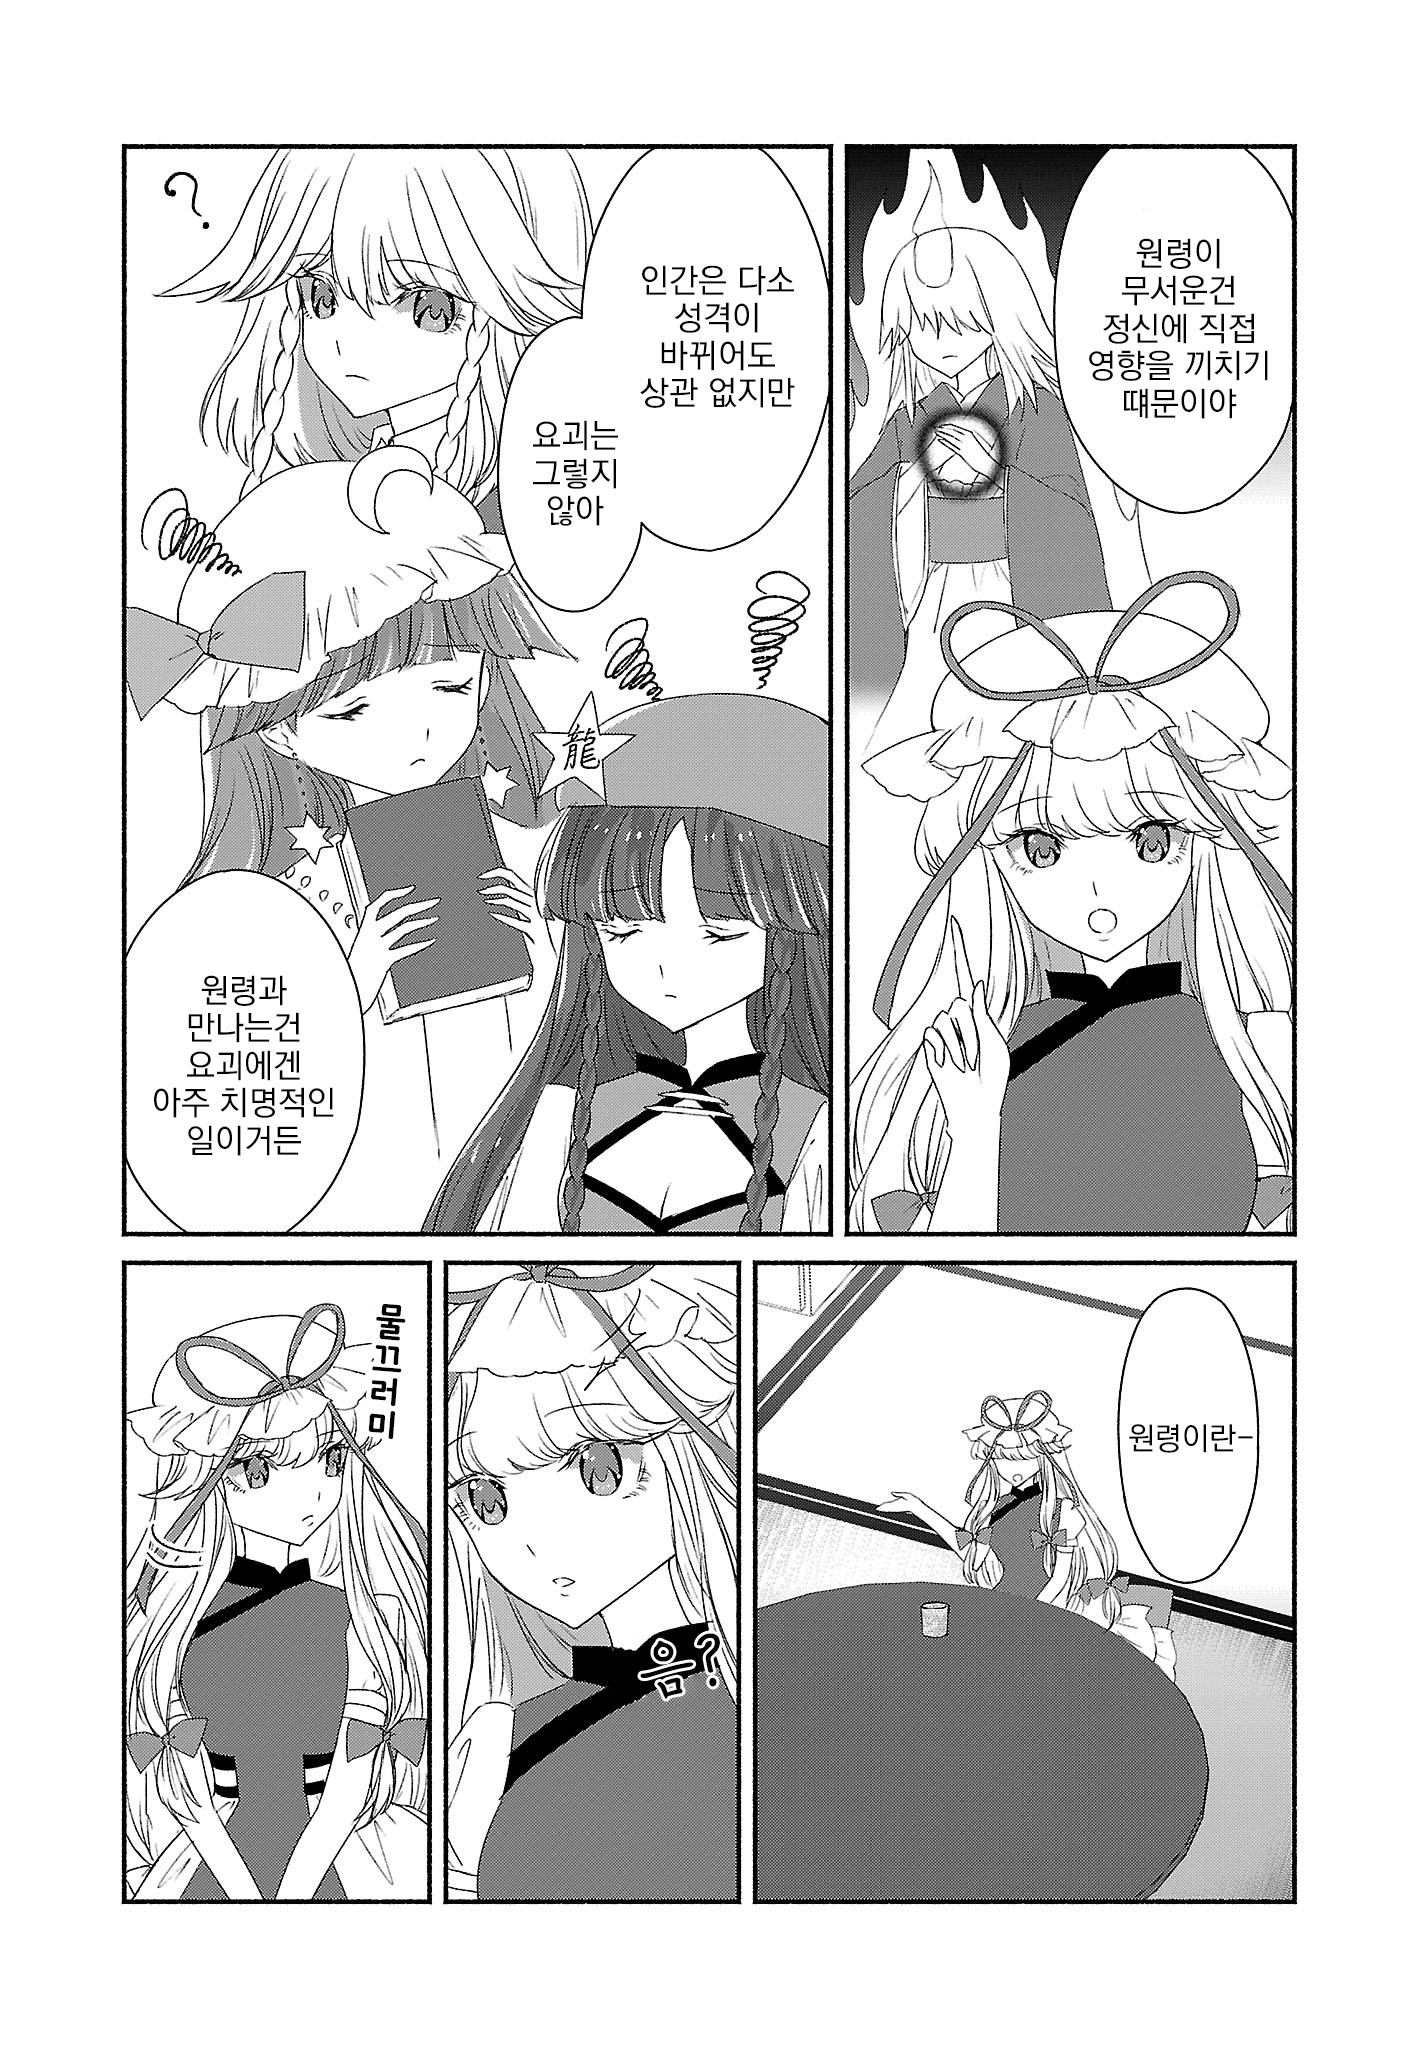 원령이
무서운건
정신에 직접
영향을 끼치기
떄문이야
인간은 다소
성격이
바뀌어도
상관 없지만
요괴는
그렇지
않아
?
龍
원령과
만나는건
요괴에겐
아주 치명적인
일이거든
원령이란-
음?
물끄러미